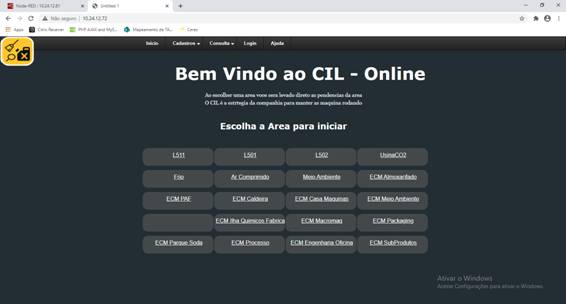 Node-RED : 10.24.12.81
Untitled 1
Não seguro | 10.24.12.72
Apps
Citrix Receiver
PHP AJAX and MyS...
Mapeamento de TA...
Ceres
Início
Cadastros
Consulta
Login
Ajuda
Bem Vindo ao CIL - Online
Ao escolher uma area voce sera levado direto as pendencias da area
O CIL é a estrtegia da companhia para manter as maquina rodando
Escolha a Area para iniciar
L511
L501
L502
UsinaCO2
Frio
Ar Comprimido
Meio Ambiente
ECM Almoxarifado
ECM PAF
ECM Caldeira
ECM Casa Maquinas
ECM Meio Ambiente
ECM Ilha Quimicos Fabrica
ECM Macromaq
ECM Packaging
ECM Parque Soda
ECM Processo
ECM Engenharia Oficina
ECM SubProdutos
Ativar o Windows
Acesse Configurações para ativar o Windows.